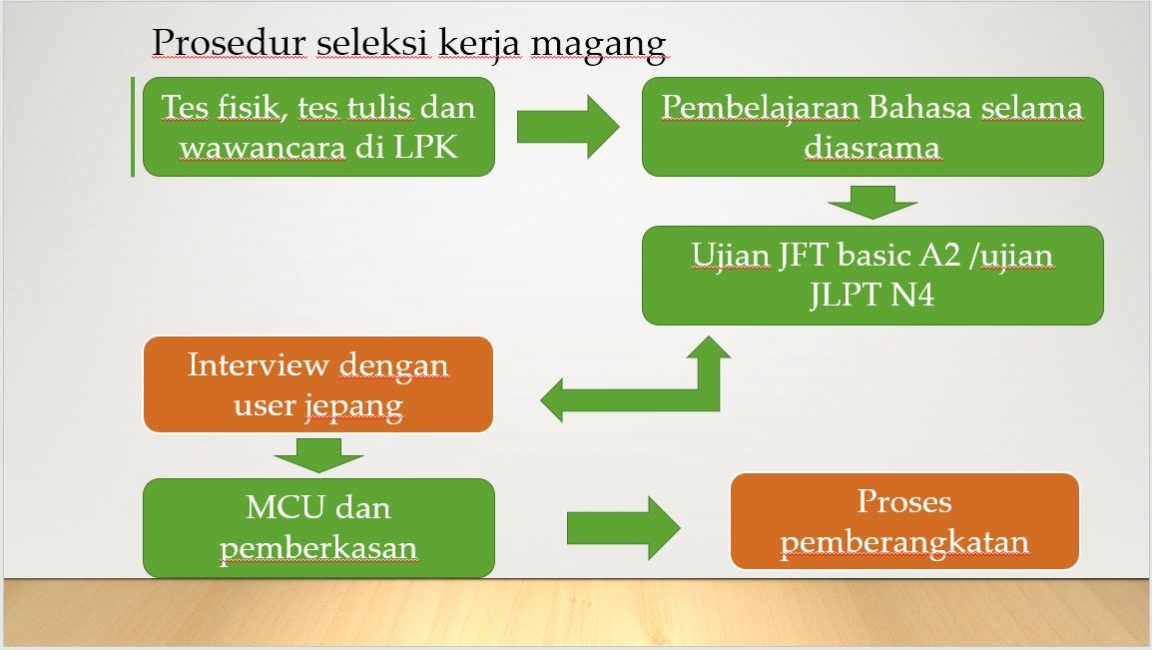 Prosedur seleksi kerja magang
Tes fisik, tes tulis dan
wawancara di LPK
Pembelajaran Bahasa selama
diasrama
Ujian JFT basic A2 /ujian
JLPT N4
Interview dengan
user jepang
MCU dan
pemberkasan
Proses
pemberangkatan